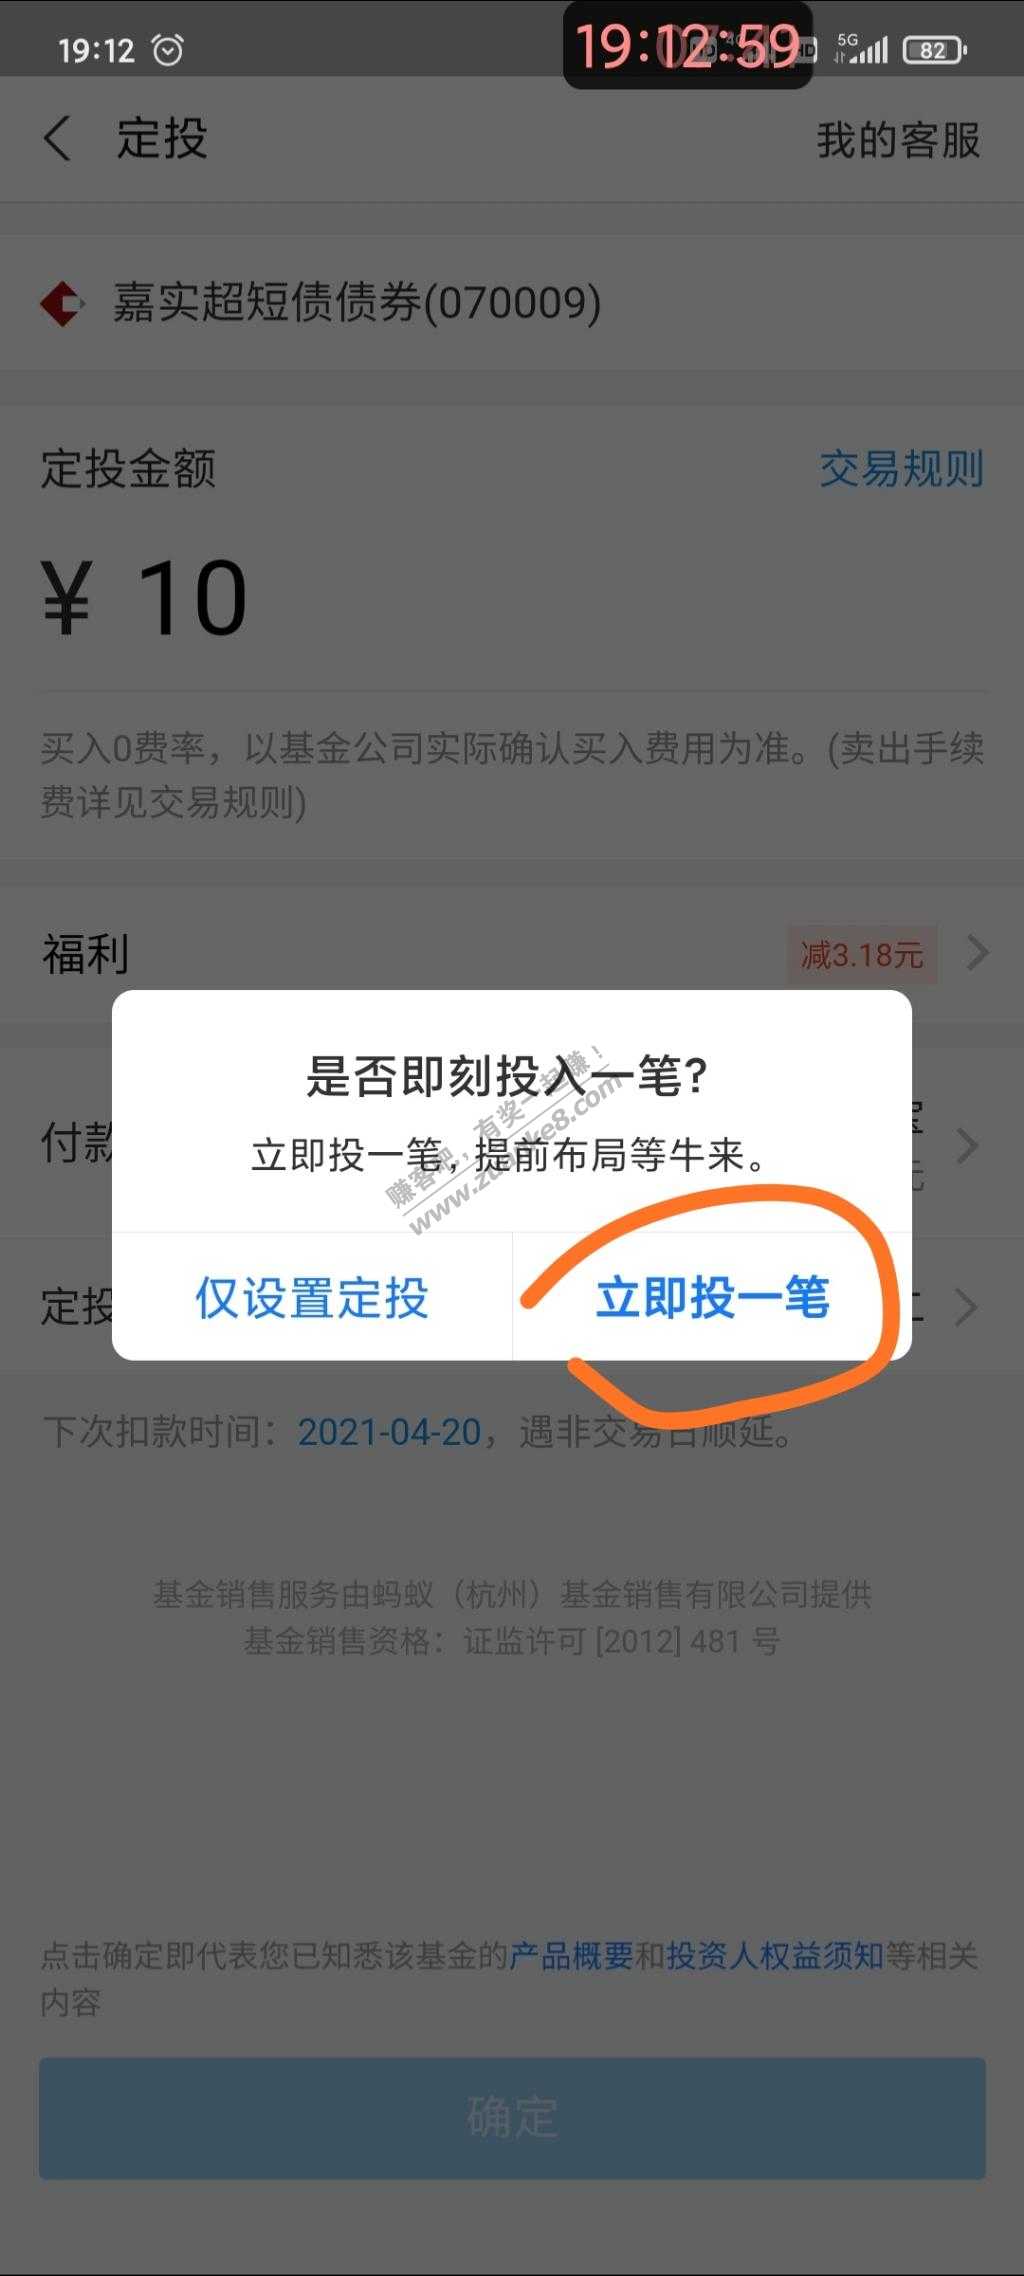 19:12
19:12:59
5G
82
定投
我的客服
嘉实超短债债券(070009)
定投金额
交易规则
¥ 10
买入0费率，以基金公司实际确认买入费用为准。(卖出手续
费详见交易规则)
福利
减3.18元
是否即刻投入一笔?
立即投一笔，提前布局等牛来。
赚客吧，有奖一起赚！
www.zuanke8.com
付款
仅设置定投
立即投一笔
定投
下次扣款时间：2021-04-20，遇非交易日顺延。
基金销售服务由蚂蚁（杭州）基金销售有限公司提供
基金销售资格：证监许可 [2012] 481 号
点击确定即代表您已知悉该基金的产品概要和投资人权益须知等相关
内容
确定